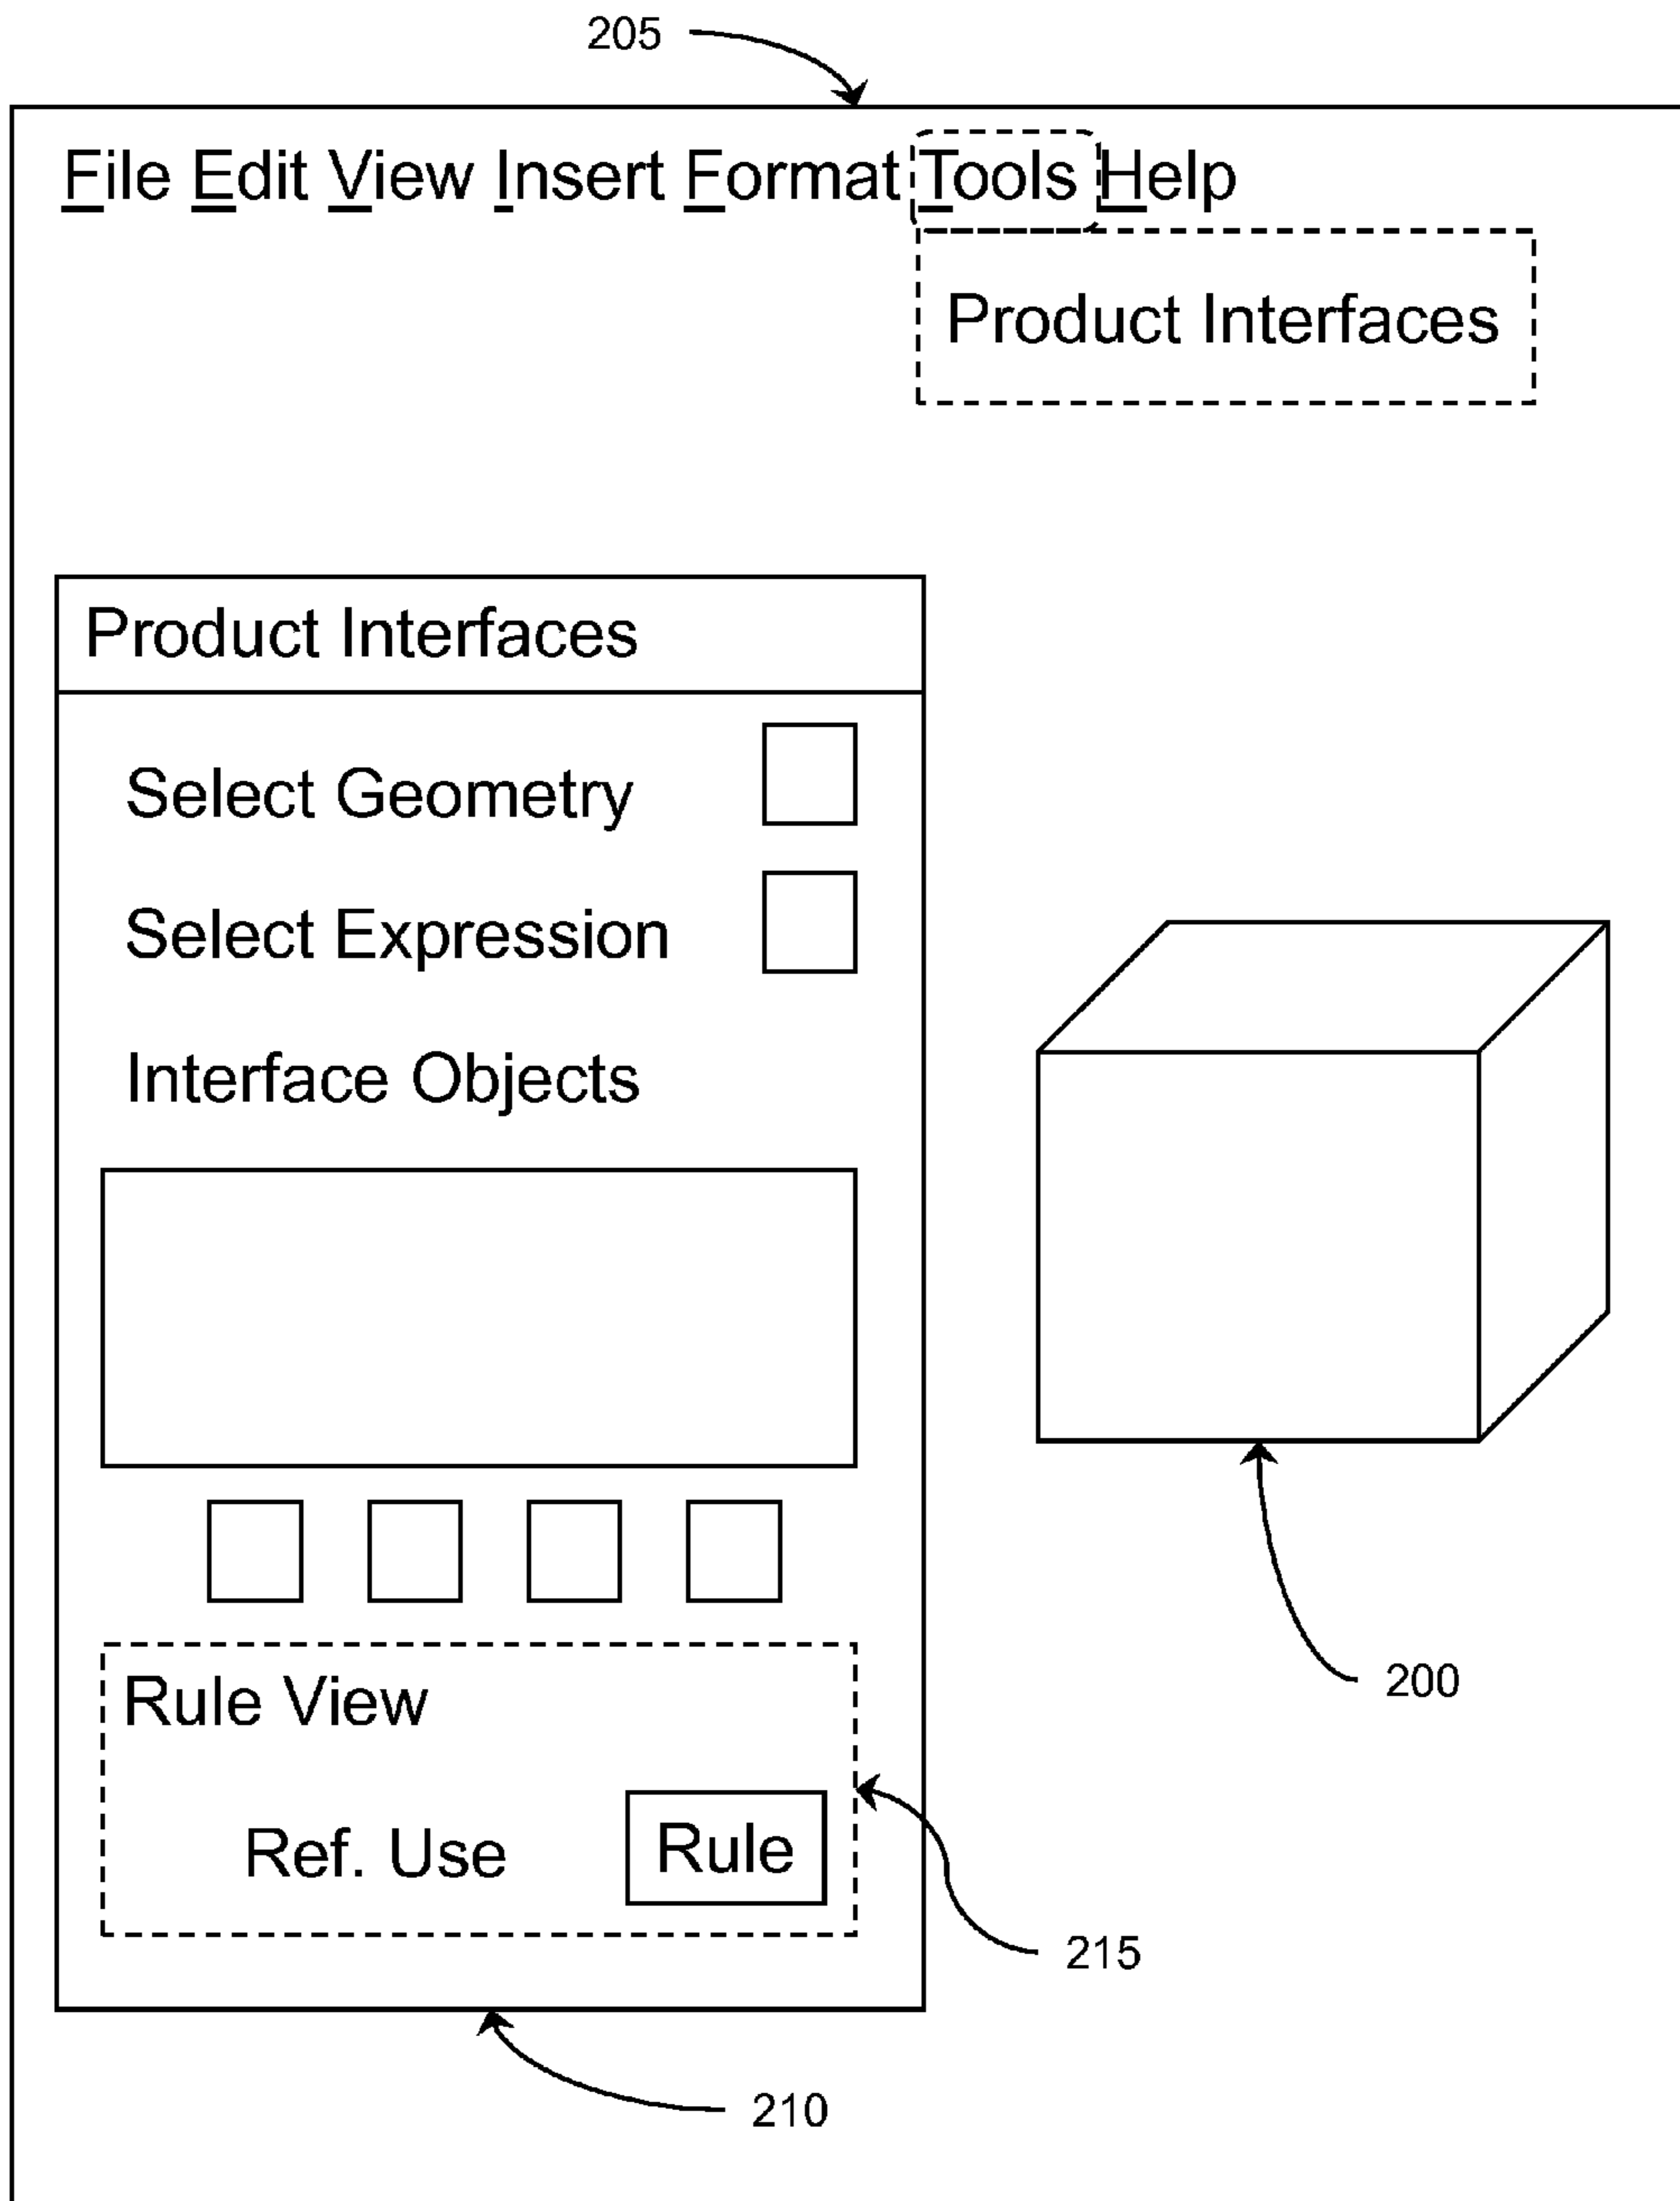 205
File Edit View Insert Format Tools Help
Product Interfaces
Product Interfaces
Select Geometry
Select Expression
Interface Objects
Rule View
Ref. Use
Rule
200
215
210